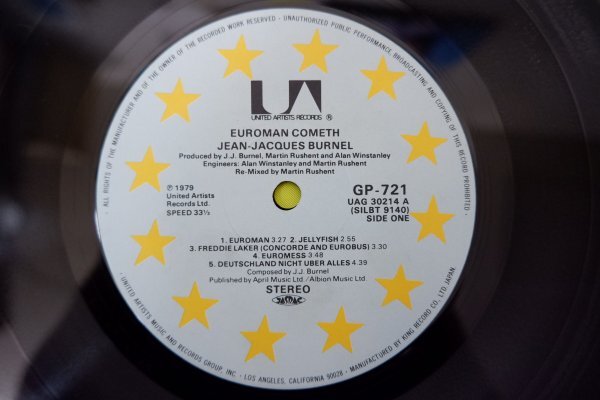 ALL RIGHTS OF THE MANUFACTURER AND OF THE OWNER OF THE RECORDED WORK RESERVED · UNAUTHORIZED PUBLIC PERFORMANCE BROADCASTING AND COPYING OF THIS RECORD PROHIBITED ·
UA
UNITED ARTISTS RECORDS ®
EUROMAN COMETH
JEAN-JACQUES BURNEL
Produced by J.J. Burnel, Martin Rushent and Alan Winstanley
Engineers: Alan Winstanley and Martin Rushent
Re-Mixed by Martin Rushent
℗ 1979
United Artists
Records Ltd.
SPEED 33⅓
GP-721
UAG 30214 A
(SILBT 9140)
SIDE ONE
1. EUROMAN 3.27 2. JELLYFISH 2.55
3. FREDDIE LAKER (CONCORDE AND EUROBUS) 3.30
4. EUROMESS 3.48
5. DEUTSCHLAND NICHT UBER ALLES 4.39
Composed by J.J. Burnel
Published by April Music Ltd. / Albion Music Ltd.
STEREO
JASRAC
· UNITED ARTISTS MUSIC AND RECORDS GROUP, INC. · LOS ANGELES, CALIFORNIA 90028 · MANUFACTURED BY KING RECORD CO., LTD. JAPAN.